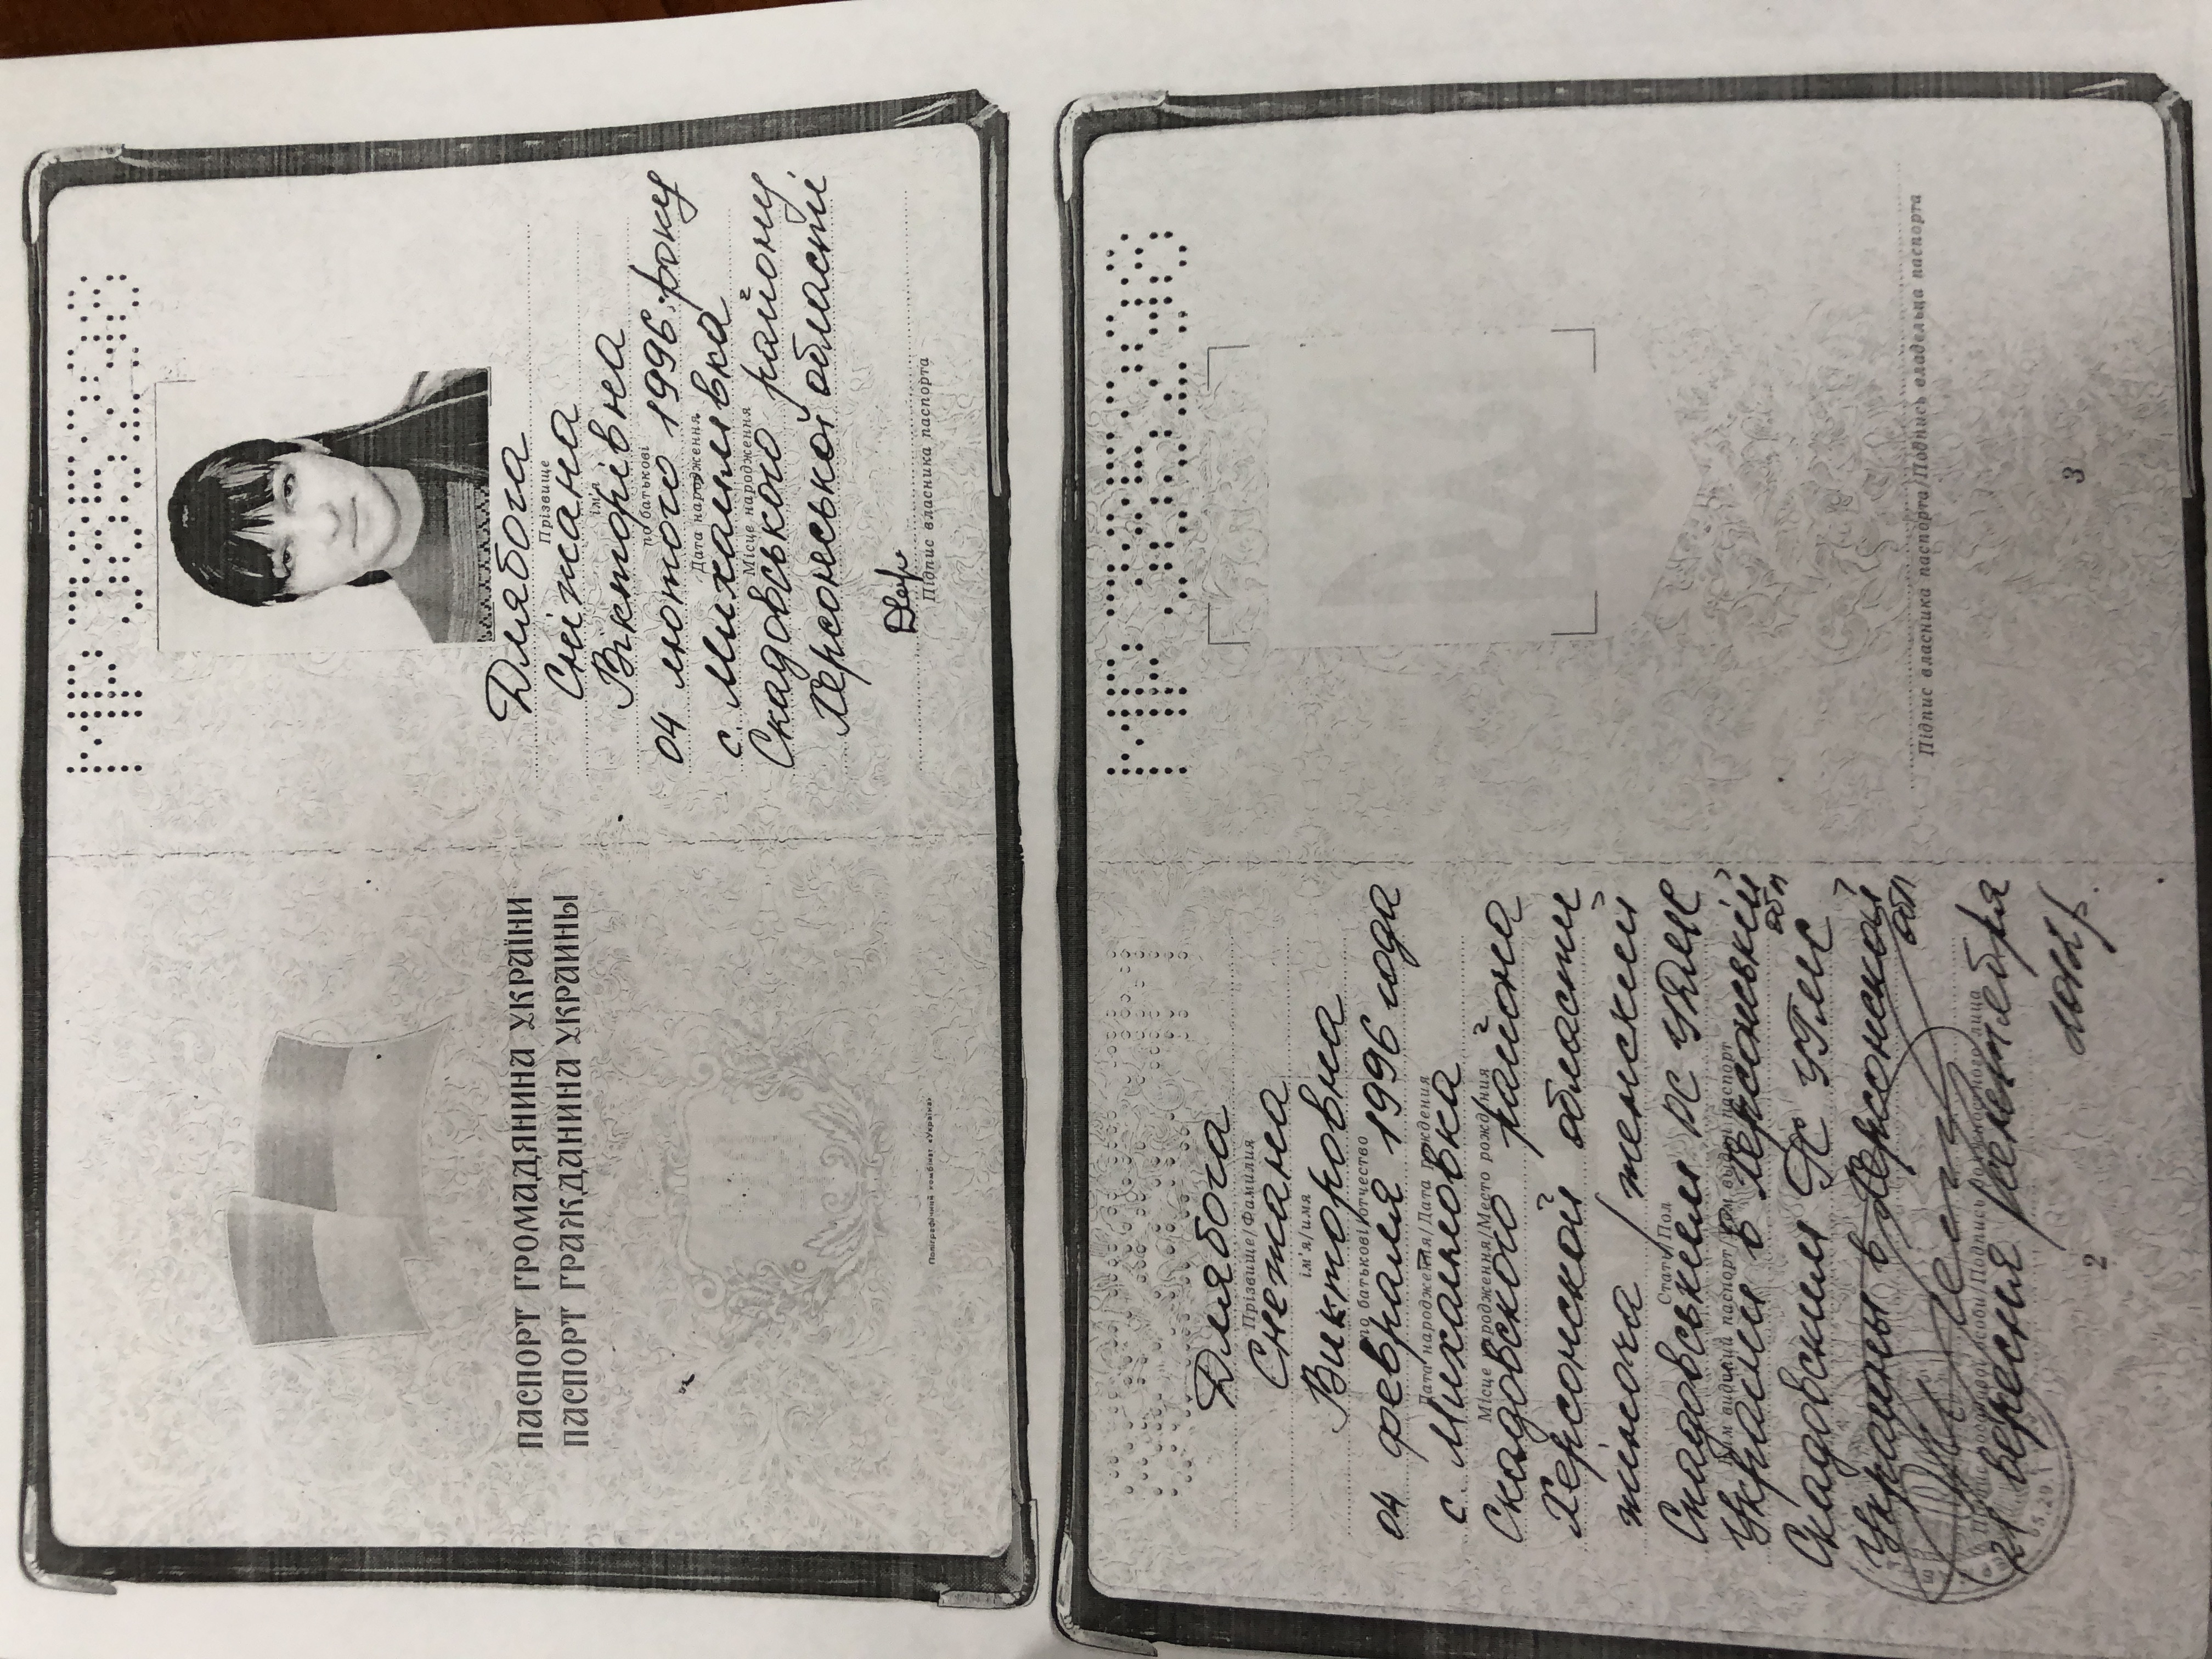 МР 385298
ПАСПОРТ ГРОМАДЯНИНА УКРАЇНИ
ПАСПОРТ ГРАЖДАНИНА УКРАИНЫ
Поліграфічний комбінат «Україна»
Длябога
Прізвище
Сніжана
ім'я
Вікторівна
по батькові
04 лютого 1996 року
Дата народження
с. Михайлівка
Місце народження
Скадовського району
Херсонської області
Підпис власника паспорта
МР 385298
Длябога
Прізвище/Фамилия
Снежана
ім'я/имя
Викторовна
по батькові/отчество
04 февраля 1996 года
Дата народження/Дата рождения
с. Михайловка
Місце народження/Место рождения
Скадовского района
Херсонской области
жіноча / женский
Стать/Пол
Скадовським РС УДМС
Ким виданий паспорт/Кем выдан паспорт
України в Херсонській
обл
Скадовским РС УГМС
Украины в Херсонской
обл
Підпис посадової особи/Подпись должностного лица
21 вересня /сентября
2012 р.
2
Підпис власника паспорта/Подпись владельца паспорта
3